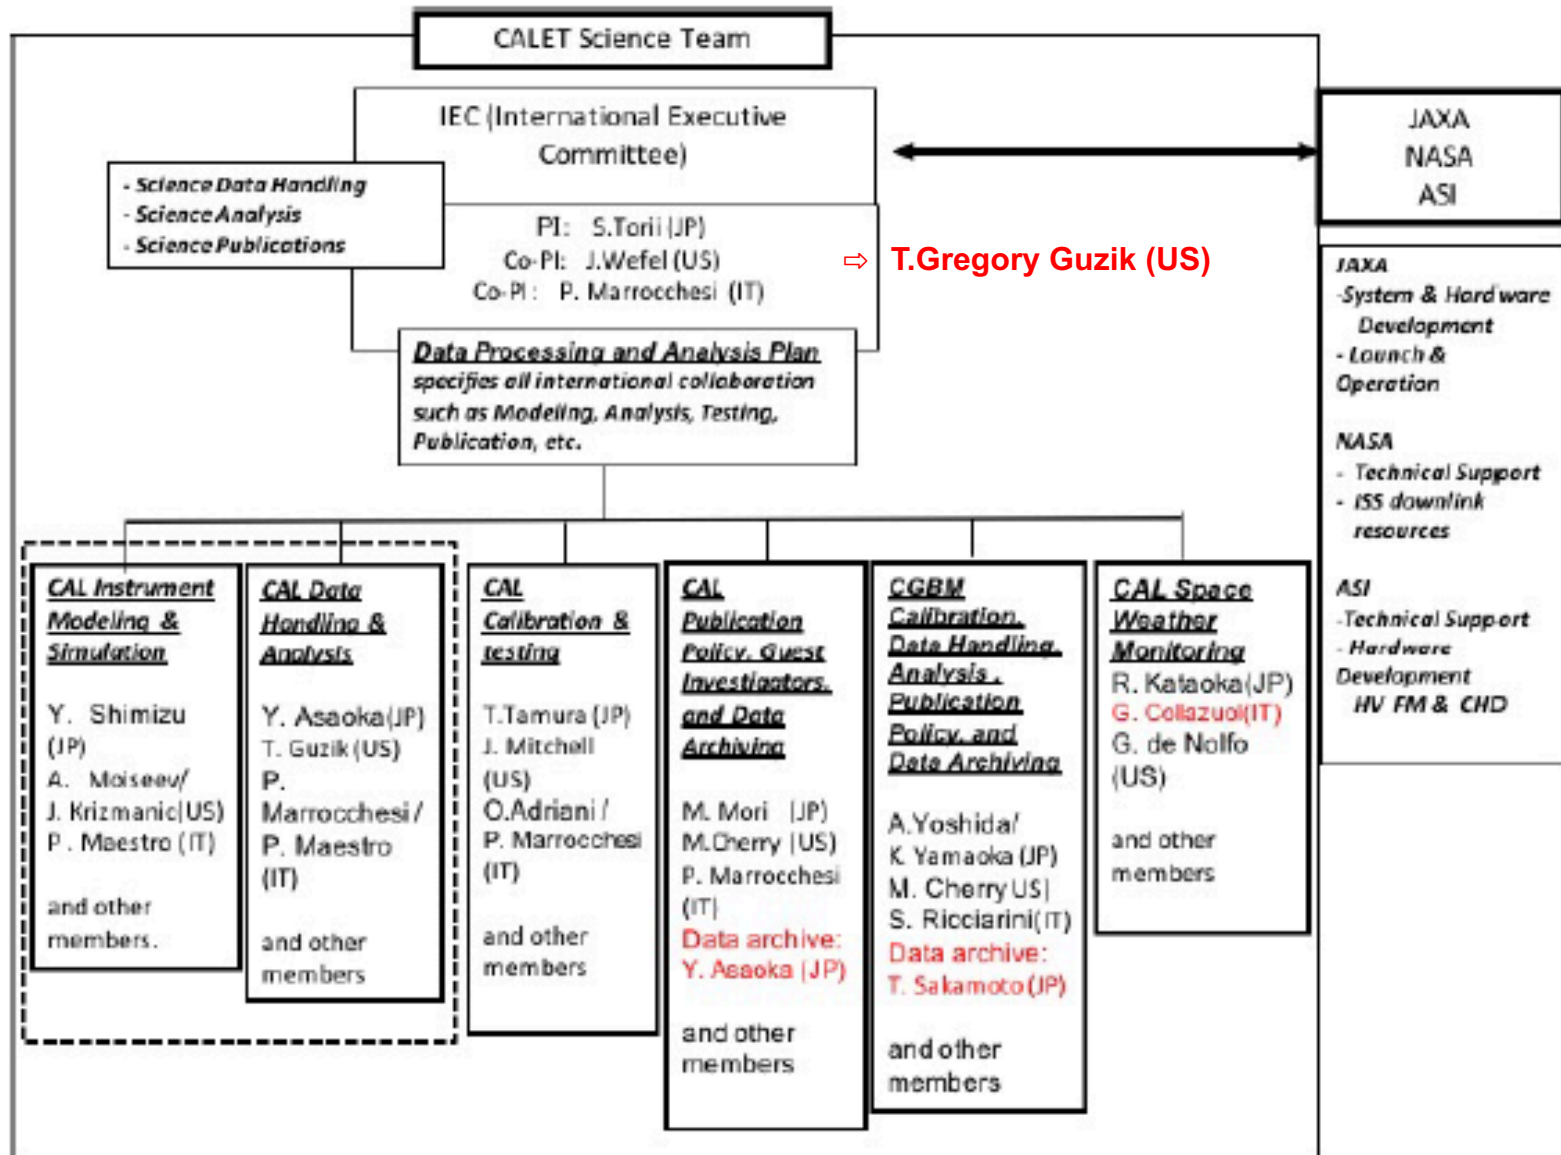 CALET Science Team
IEC (International Executive
Committee)
- Science Data Handling
- Science Analysis
- Science Publications
PI: S.Torii (JP)
Co-PI: J.Wefel (US)
Co-PI: P. Marrocchesi (IT)
⇨ T.Gregory Guzik (US)
Data Processing and Analysis Plan
specifies all international collaboration
such as Modeling, Analysis, Testing,
Publication, etc.
JAXA
NASA
ASI
JAXA
-System & Hardware
Development
- Launch &
Operation
NASA
- Technical Support
- ISS downlink
resources
ASI
-Technical Support
- Hardware
Development
HV FM & CHD
CAL Instrument
Modeling &
Simulation
Y. Shimizu
(JP)
A. Moiseev/
J. Krizmanic(US)
P. Maestro (IT)
and other
members.
CAL Data
Handling &
Analysis
Y. Asaoka(JP)
T. Guzik (US)
P.
Marrocchesi /
P. Maestro
(IT)
and other
members
CAL
Calibration &
testing
T.Tamura (JP)
J. Mitchell
(US)
O.Adriani /
P. Marrocchesi
(IT)
and other
members
CAL
Publication
Policy, Guest
Investigators,
and Data
Archiving
M. Mori (JP)
M.Cherry (US)
P. Marrocchesi
(IT)
Data archive:
Y. Asaoka (JP)
and other
members
CGBM
Calibration,
Data Handling,
Analysis ,
Publication
Policy, and
Data Archiving
A.Yoshida/
K. Yamaoka (JP)
M. Cherry US)
S. Ricciarini(IT)
Data archive:
T. Sakamoto (JP)
and other
members
CAL Space
Weather
Monitoring
R. Kataoka(JP)
G. Collazuol(IT)
G. de Nolfo
(US)
and other
members